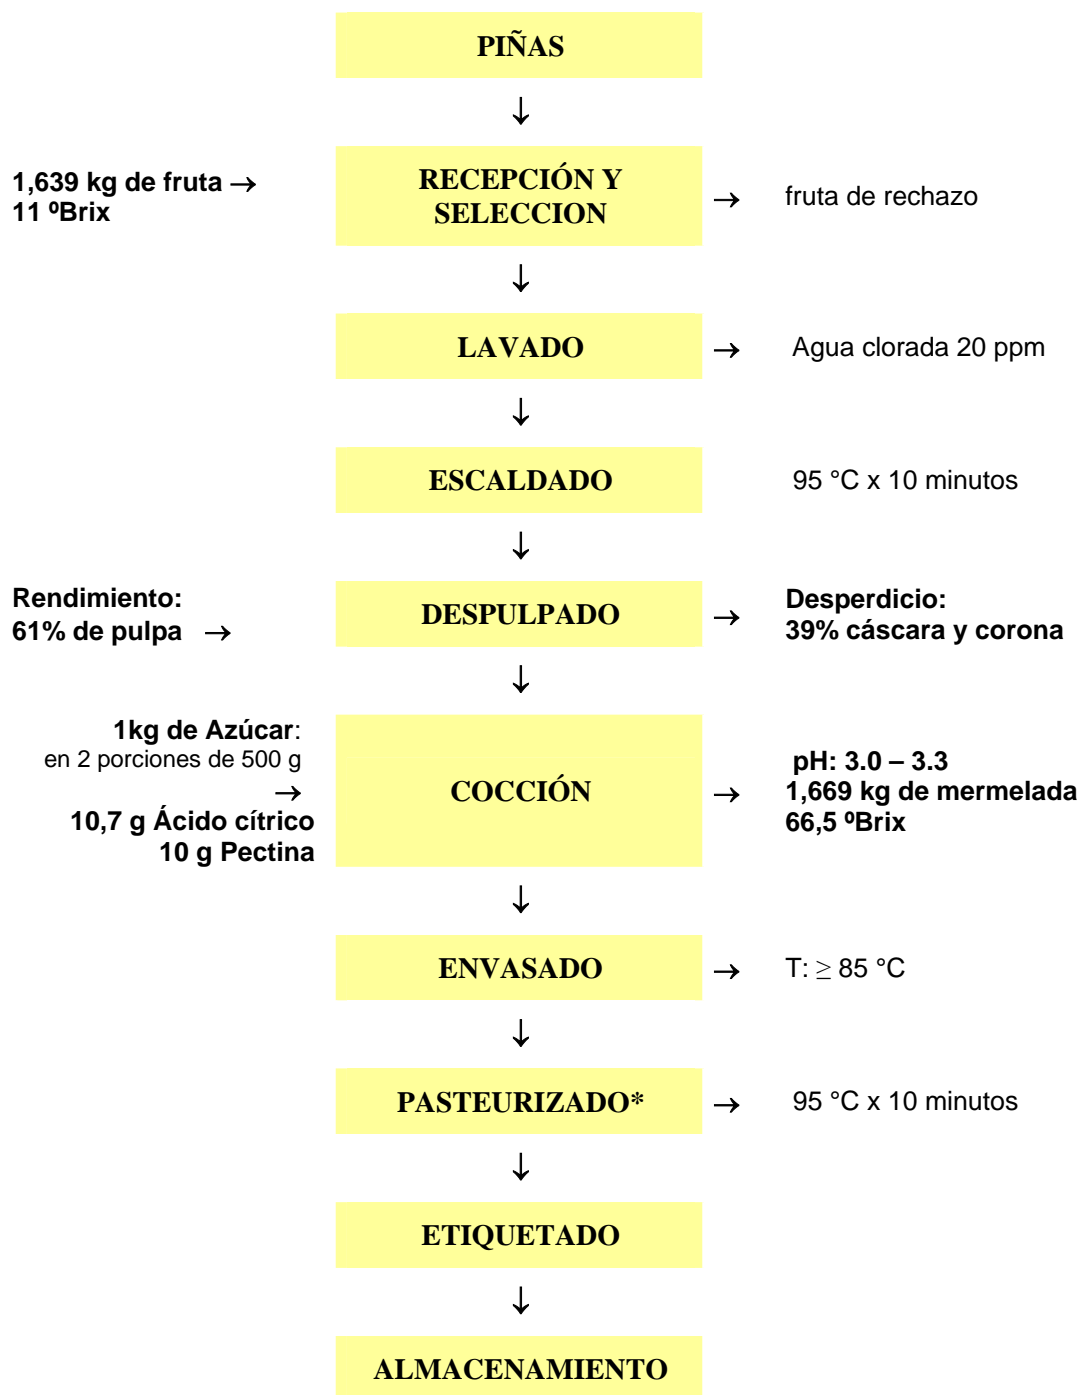 PIÑAS
↓
1,639 kg de fruta →
11 ºBrix
RECEPCIÓN Y
SELECCION
→ fruta de rechazo
↓
LAVADO
→ Agua clorada 20 ppm
↓
ESCALDADO
95 °C x 10 minutos
↓
Rendimiento:
61% de pulpa →
DESPULPADO
→ Desperdicio:
39% cáscara y corona
↓
1kg de Azúcar:
en 2 porciones de 500 g
→
10,7 g Ácido cítrico
10 g Pectina
COCCIÓN
→
pH: 3.0 – 3.3
1,669 kg de mermelada
66,5 ºBrix
↓
ENVASADO
→ T: ≥ 85 °C
↓
PASTEURIZADO*
→ 95 °C x 10 minutos
↓
ETIQUETADO
↓
ALMACENAMIENTO